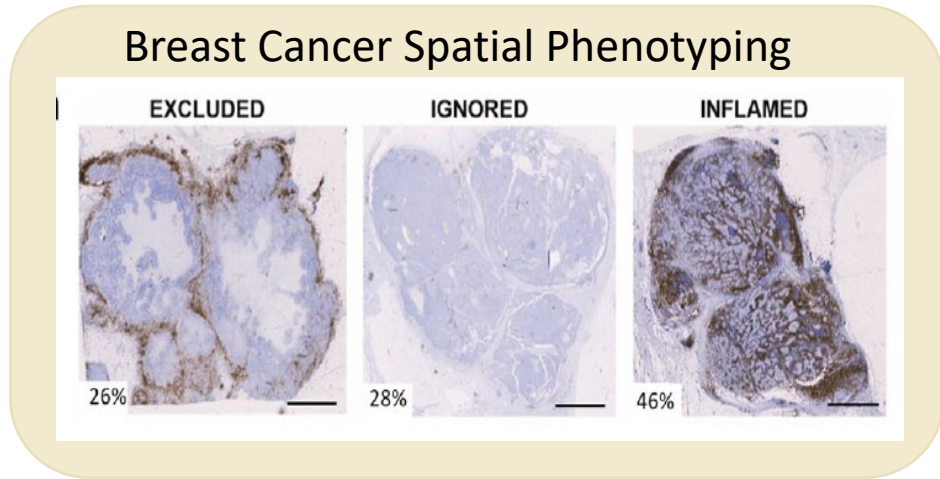 Breast Cancer Spatial Phenotyping
EXCLUDED
IGNORED
INFLAMED
26%
28%
46%